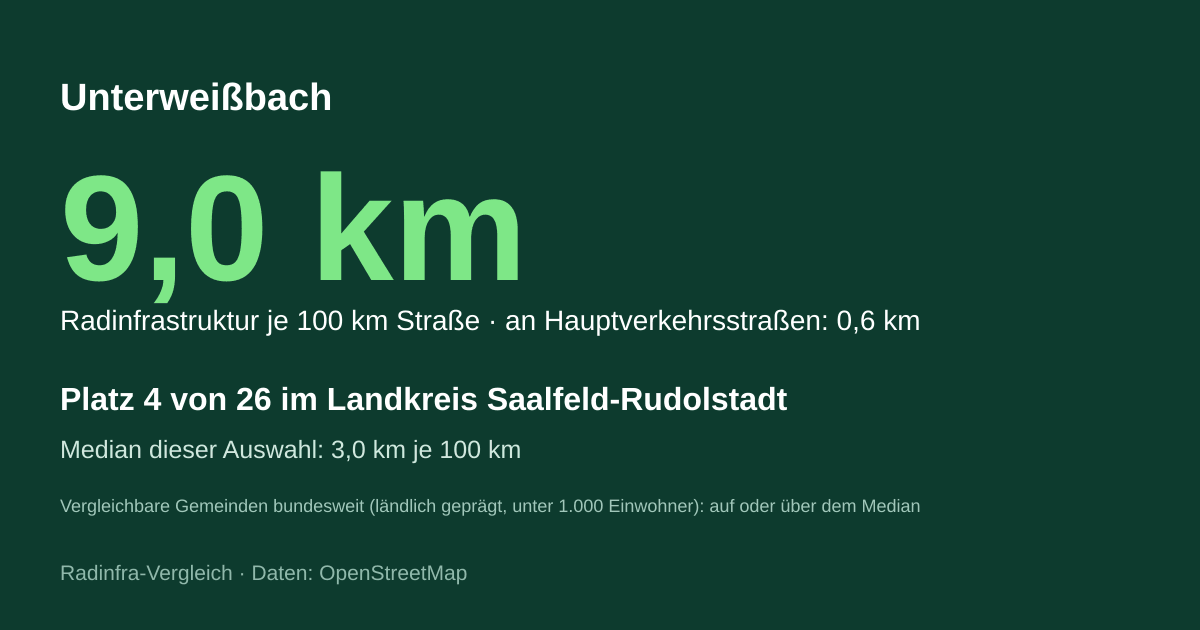 Unterweißbach
9,0 km
Radinfrastruktur je 100 km Straße · an Hauptverkehrsstraßen: 0,6 km
Platz 4 von 26 im Landkreis Saalfeld-Rudolstadt
Median dieser Auswahl: 3,0 km je 100 km
Vergleichbare Gemeinden bundesweit (ländlich geprägt, unter 1.000 Einwohner): auf oder über dem Median
Radinfra-Vergleich · Daten: OpenStreetMap